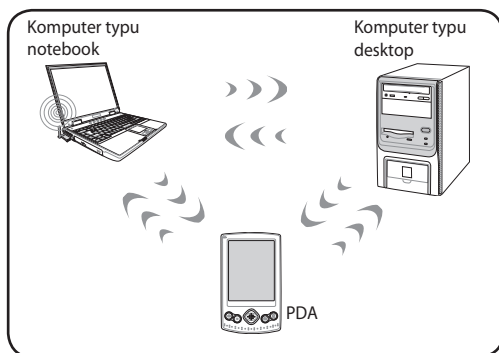 Komputer typu
notebook
Komputer typu
desktop
PDA